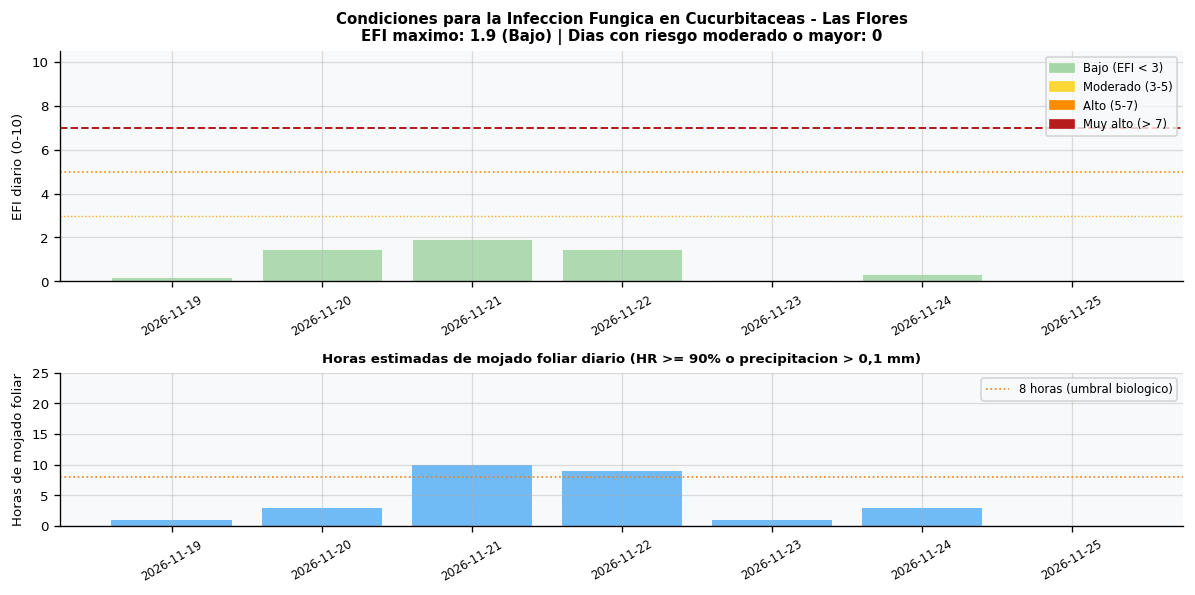 Condiciones para la Infeccion Fungica en Cucurbitaceas - Las Flores
EFI maximo: 1.9 (Bajo) | Dias con riesgo moderado o mayor: 0
EFI diario (0-10)
10
8
6
4
2
0
Bajo (EFI < 3)
Moderado (3-5)
Alto (5-7)
Muy alto (> 7)
2026-11-19
2026-11-20
2026-11-21
2026-11-22
2026-11-23
2026-11-24
2026-11-25
Horas estimadas de mojado foliar diario (HR >= 90% o precipitacion > 0,1 mm)
Horas de mojado foliar
25
20
15
10
5
0
8 horas (umbral biologico)
2026-11-19
2026-11-20
2026-11-21
2026-11-22
2026-11-23
2026-11-24
2026-11-25